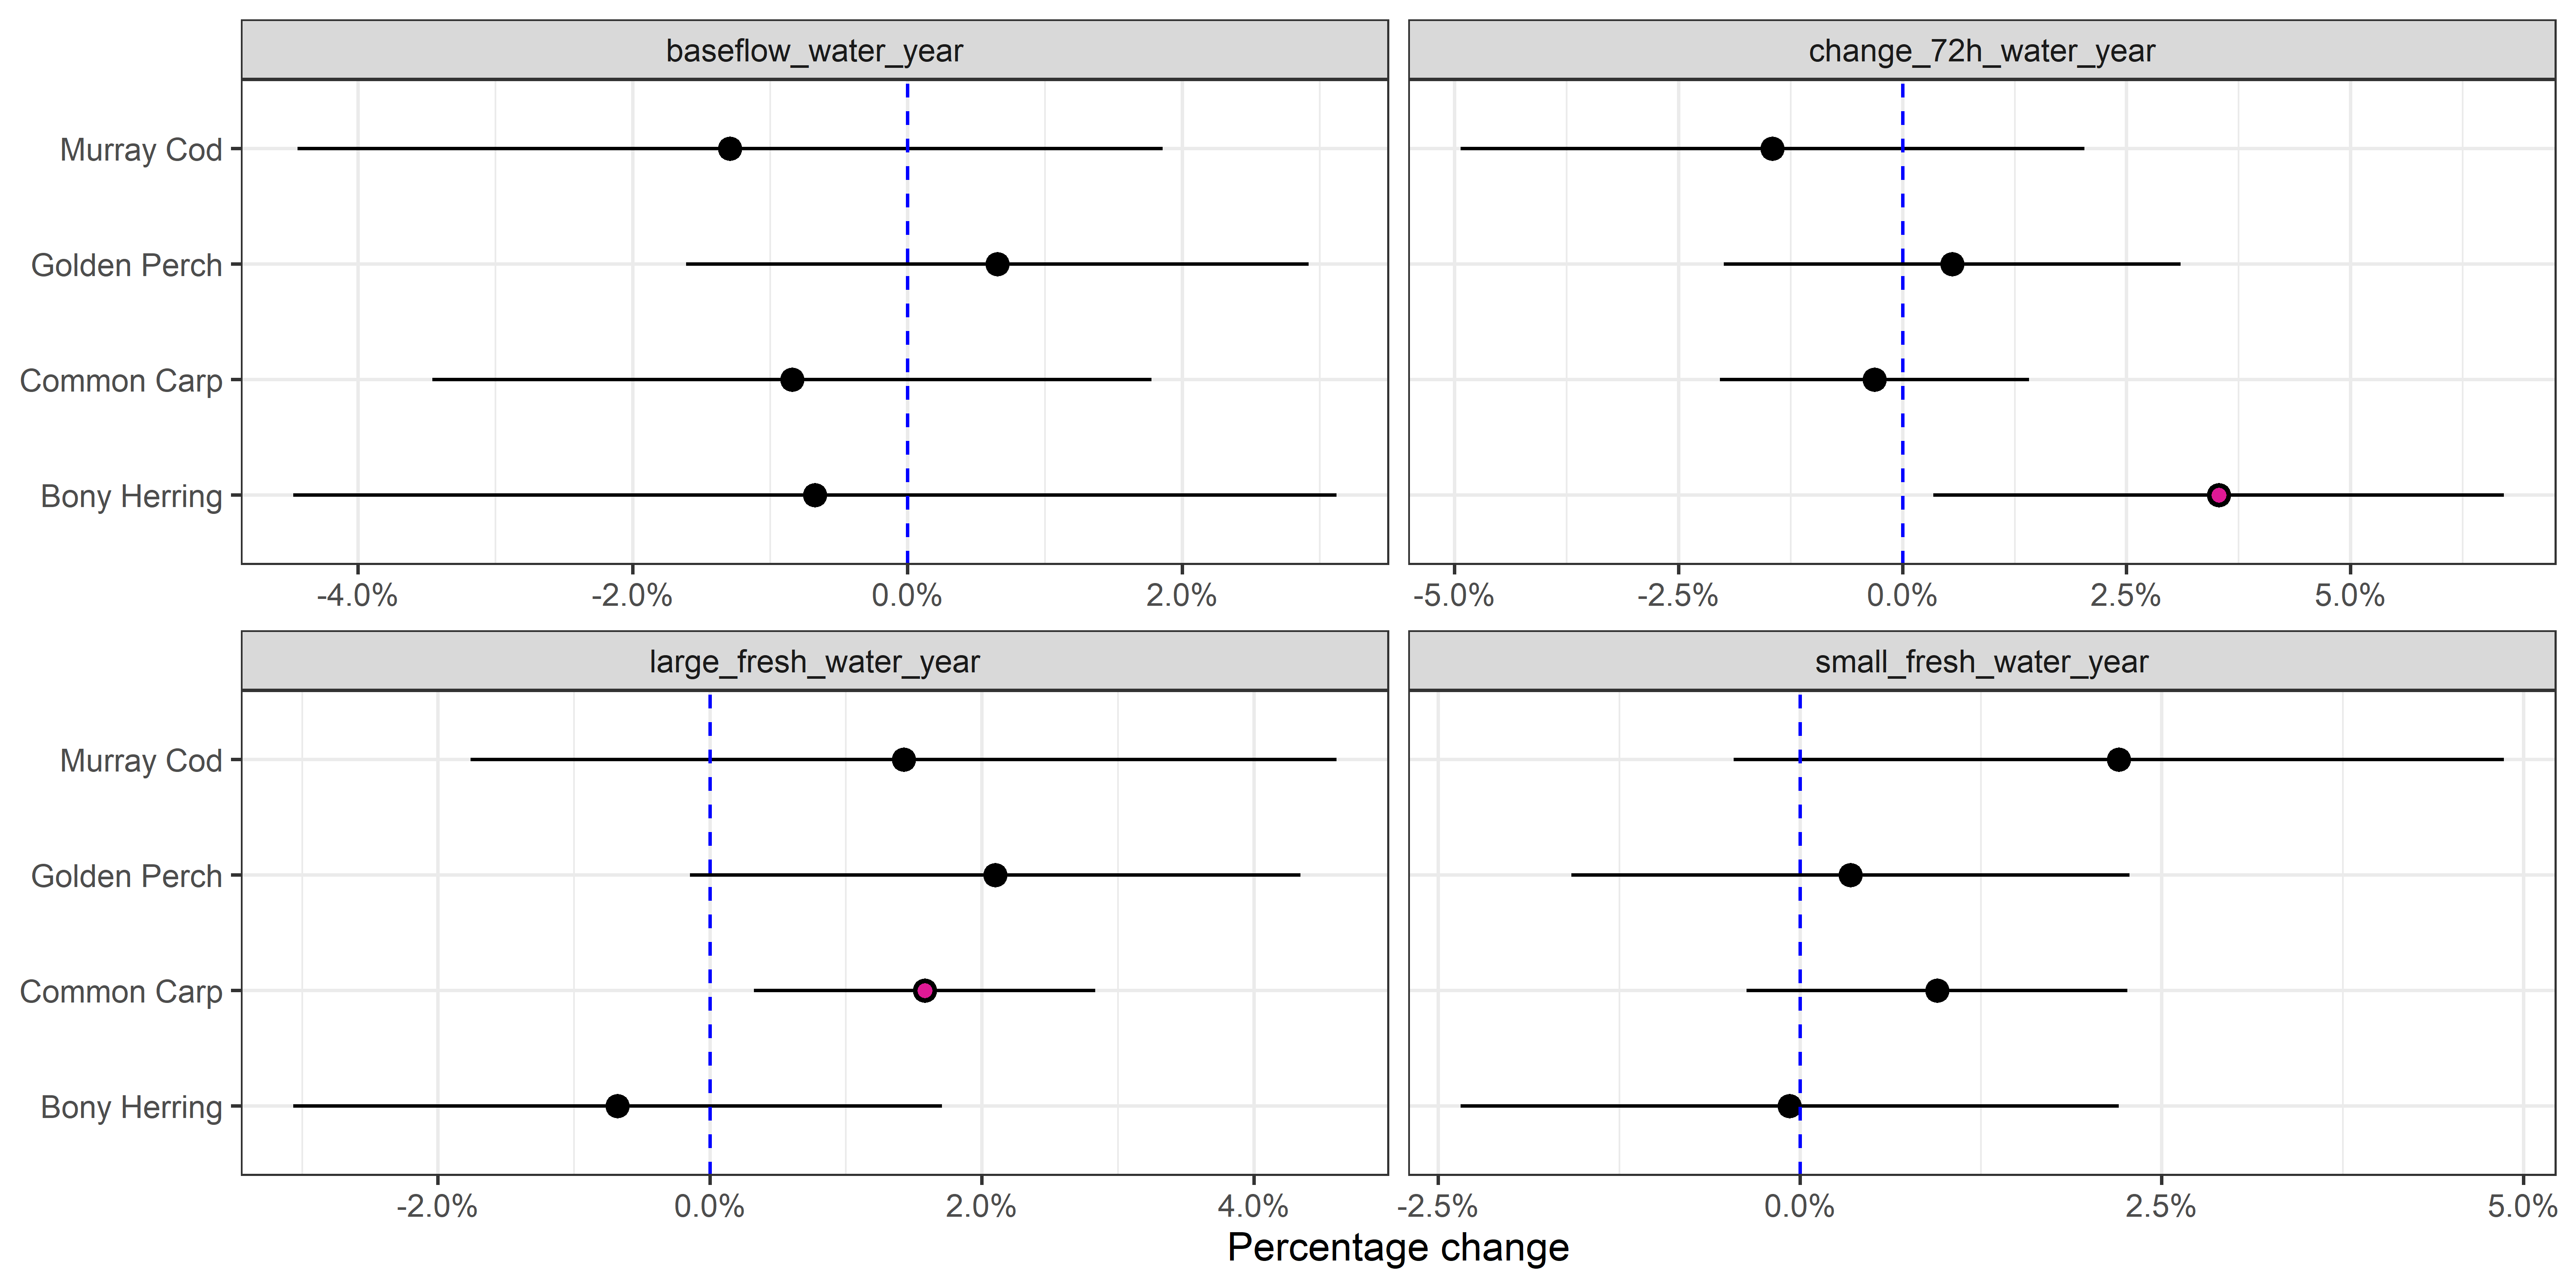 baseflow_water_year
change_72h_water_year
Murray Cod
Golden Perch
Common Carp
Bony Herring
-4.0% -2.0% 0.0% 2.0%
-5.0% -2.5% 0.0% 2.5% 5.0%
large_fresh_water_year
small_fresh_water_year
Murray Cod
Golden Perch
Common Carp
Bony Herring
-2.0% 0.0% 2.0% 4.0%
-2.5% 0.0% 2.5% 5.0%
Percentage change